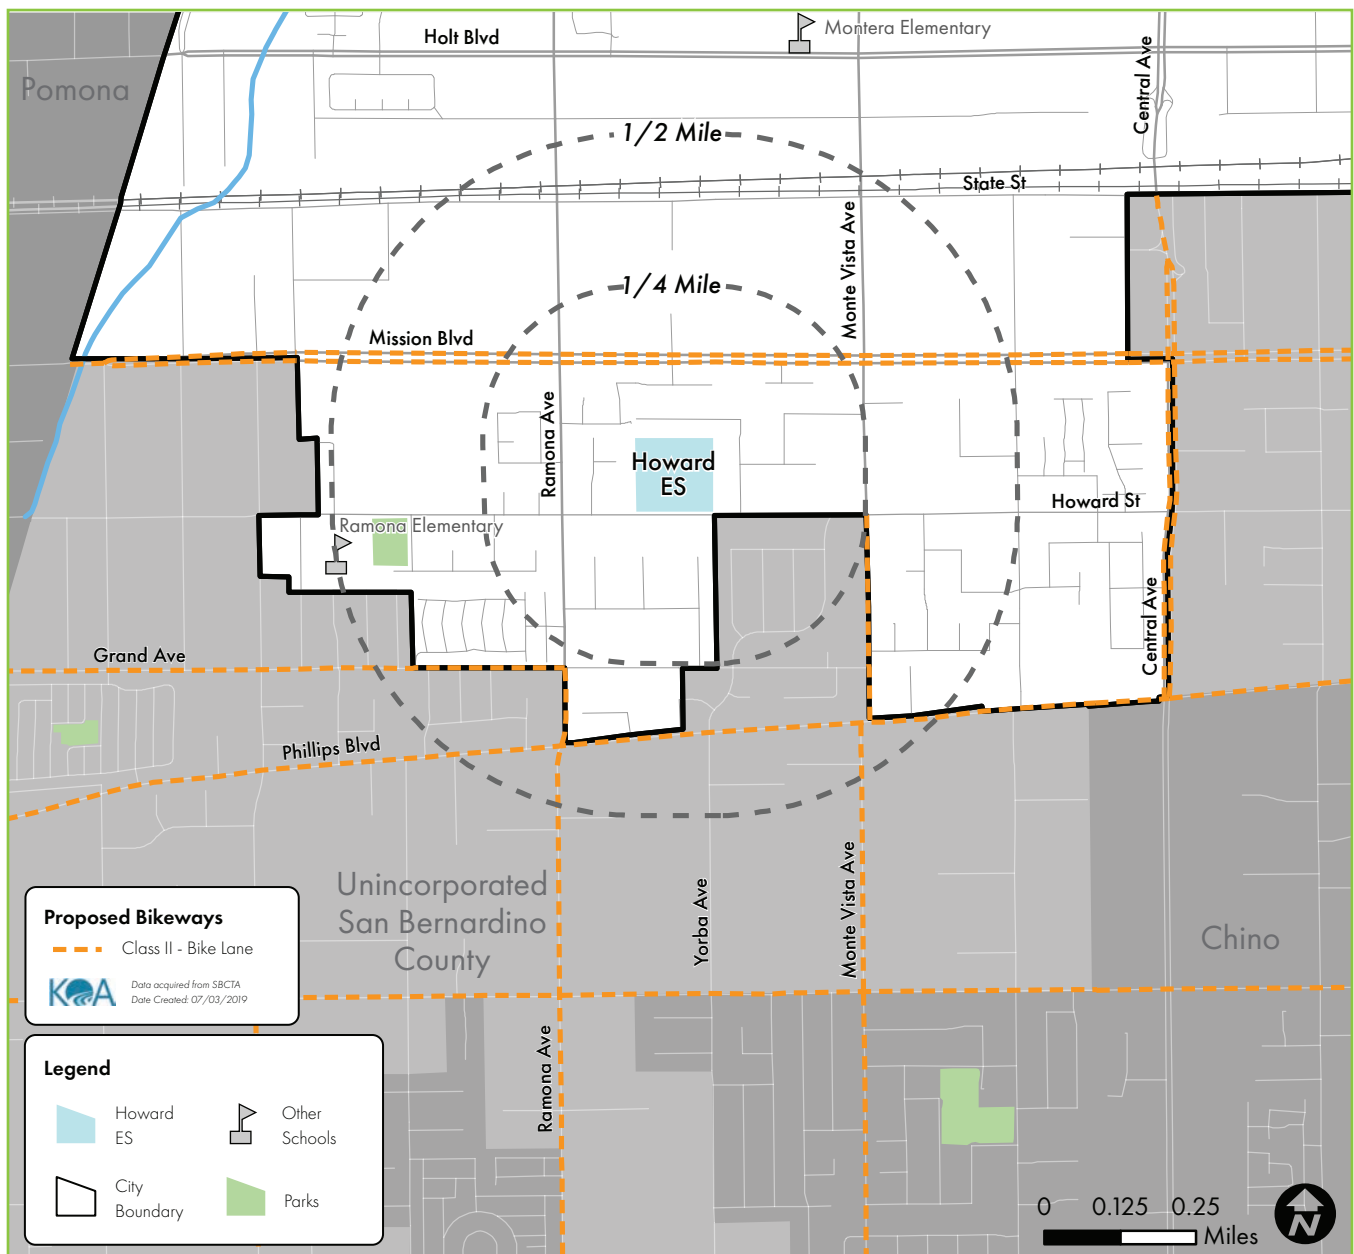 Holt Blvd
Montera Elementary
Central Ave
Pomona
1/2 Mile
State St
Monte Vista Ave
1/4 Mile
Mission Blvd
Ramona Ave
Howard
ES
Howard St
Ramona Elementary
Central Ave
Grand Ave
Phillips Blvd
Unincorporated
San Bernardino
County
Yorba Ave
Monte Vista Ave
Chino
Ramona Ave
Proposed Bikeways
Class II - Bike Lane
KOA
Data acquired from SBCTA
Date Created: 07/03/2019
Legend
Howard
ES
Other
Schools
City
Boundary
Parks
0 0.125 0.25
Miles
N